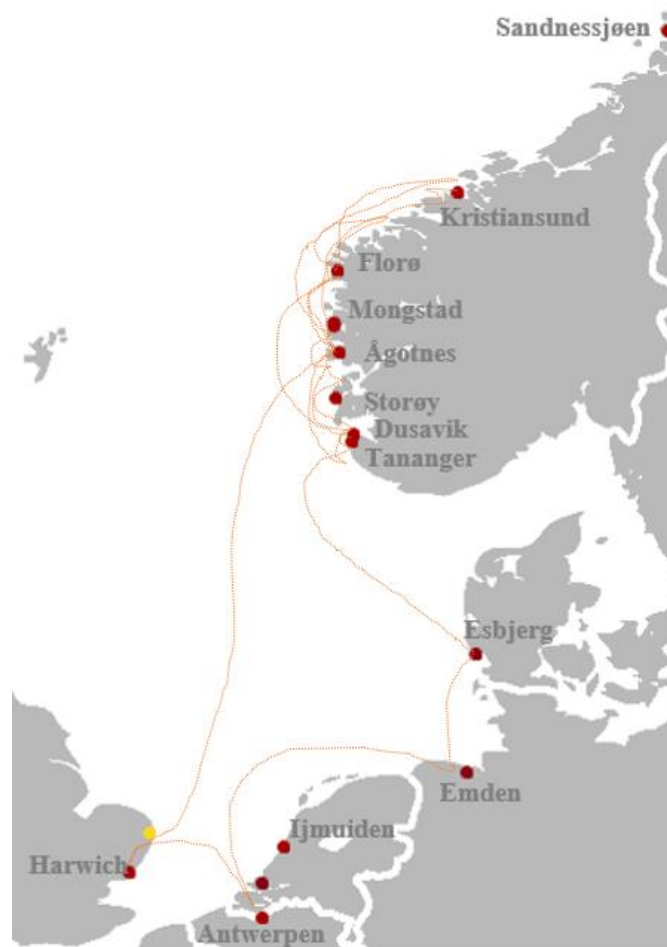 Sandnessjøen
Kristiansund
Florø
Mongstad
Ågotnes
Storøy
Dusavik
Tananger
Esbjerg
Emden
Ijmuiden
Harwich
Antwerpen